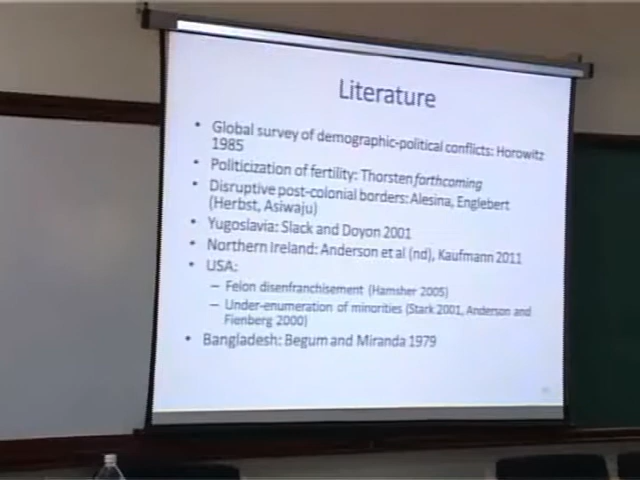 Literature
• Global survey of demographic-political conflicts: Horowitz
1985
• Politicization of fertility: Thorsten forthcoming
• Disruptive post-colonial borders: Alesina, Englebert
(Herbst, Asiwaju)
• Yugoslavia: Slack and Doyon 2001
• Northern Ireland: Anderson et al (nd), Kaufmann 2011
• USA:
– Felon disenfranchisement (Hamsher 2005)
– Under-enumeration of minorities (Stark 2001, Anderson and
Fienberg 2000)
• Bangladesh: Begum and Miranda 1979